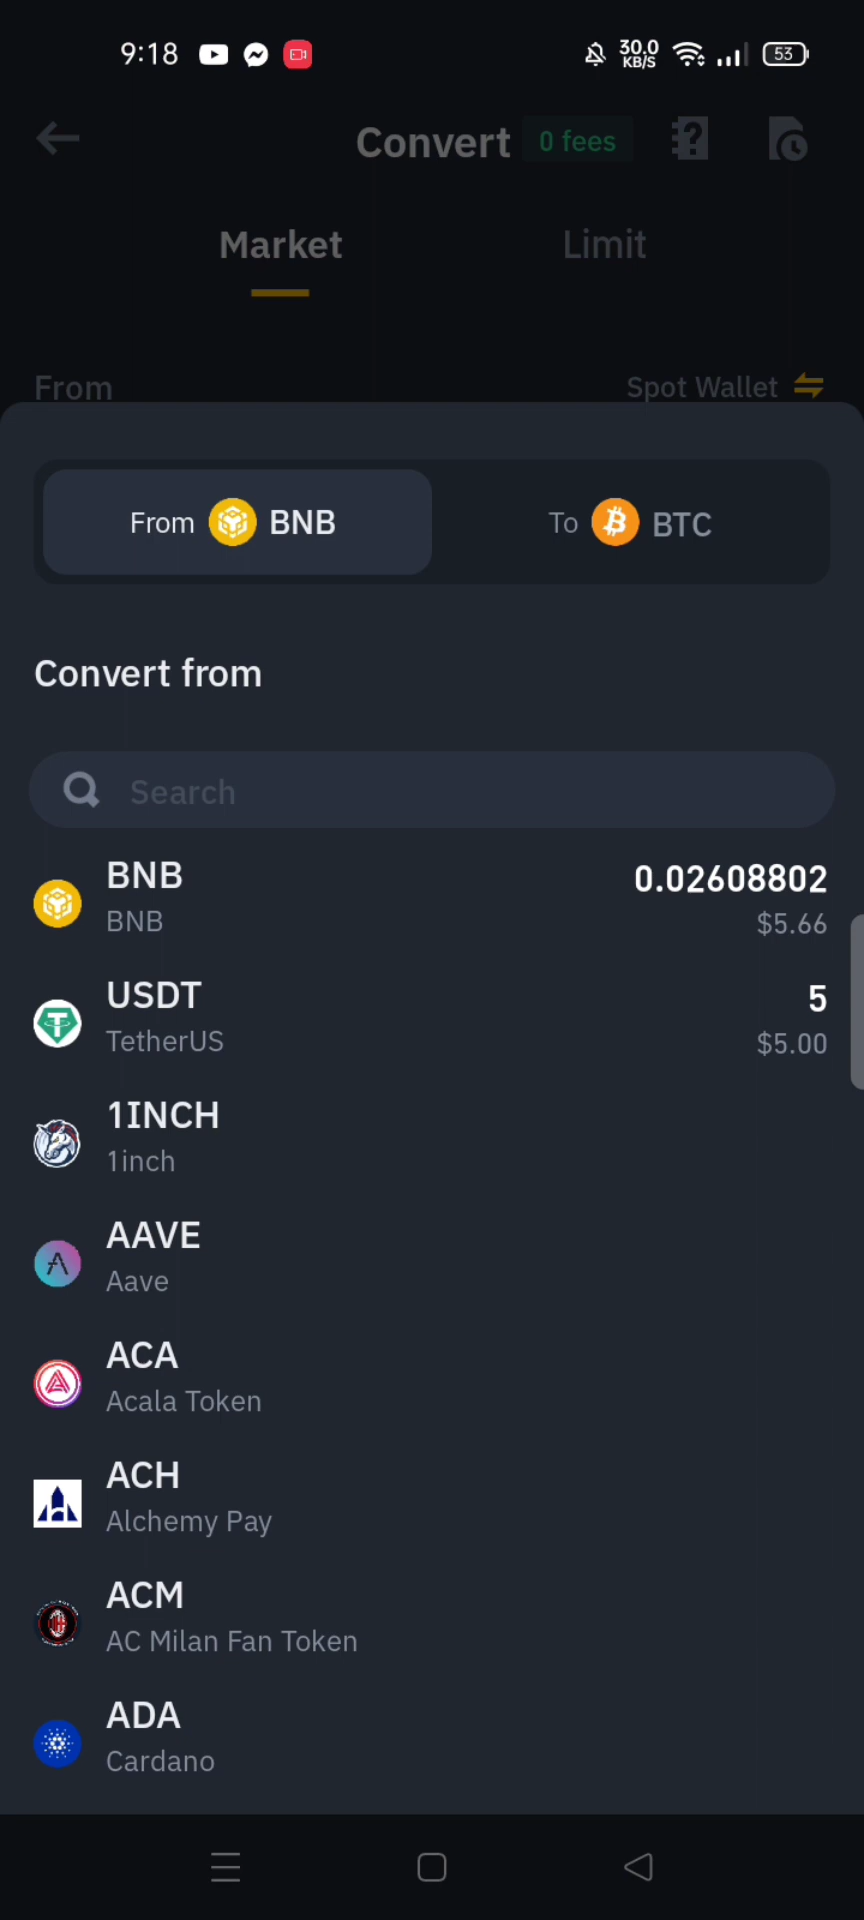 9:18
30.0
KB/S
53
Convert 0 fees
Market Limit
From Spot Wallet
From BNB To BTC
Convert from
Search
BNB 0.02608802
BNB $5.66
USDT 5
TetherUS $5.00
1INCH
1inch
AAVE
Aave
ACA
Acala Token
ACH
Alchemy Pay
ACM
AC Milan Fan Token
ADA
Cardano